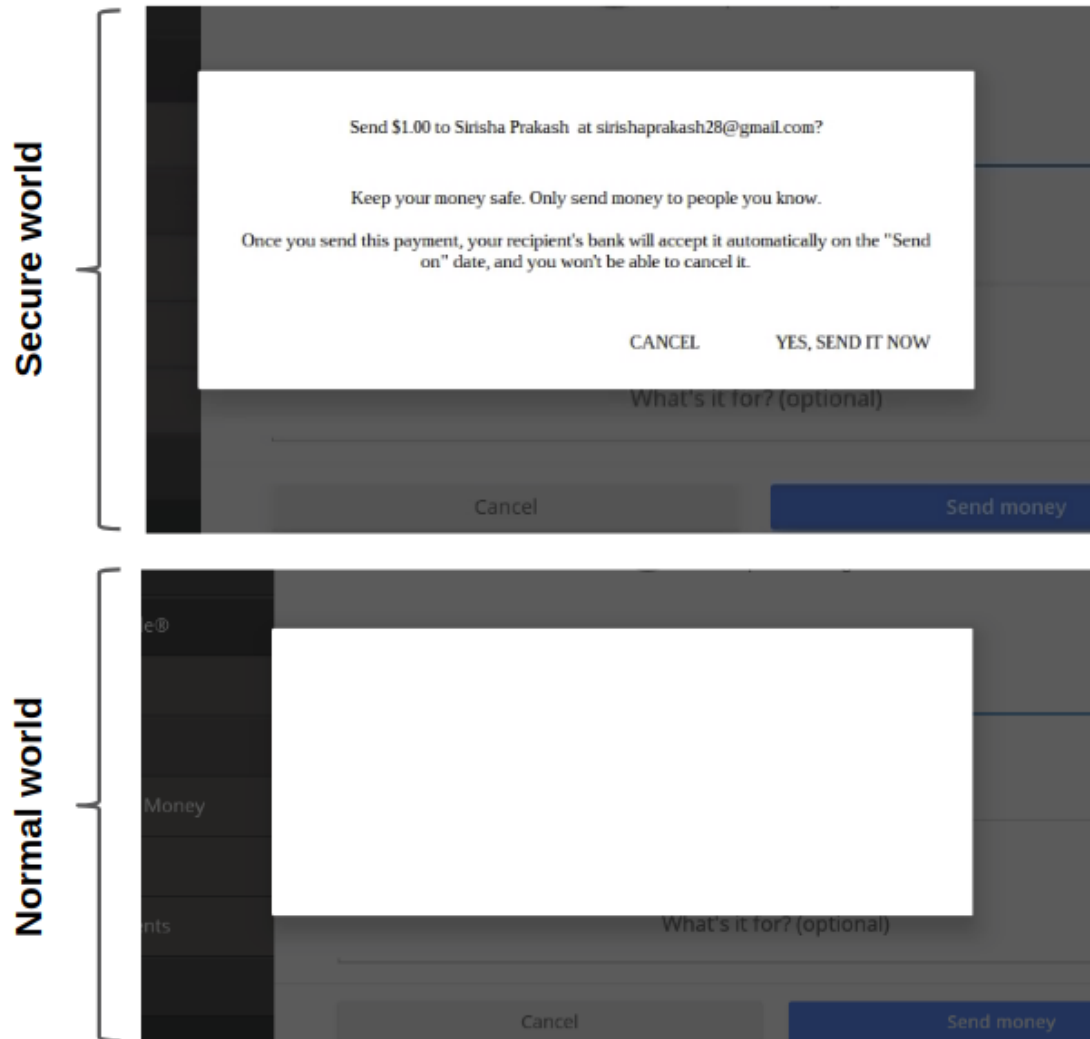 Secure world
Send $1.00 to Sirisha Prakash at sirishaprakash28@gmail.com?
Keep your money safe. Only send money to people you know.
Once you send this payment, your recipient's bank will accept it automatically on the "Send
on" date, and you won't be able to cancel it.
CANCEL YES, SEND IT NOW
What's it for? (optional)
Cancel Send money
Normal world
e®
Money
nts
What's it for? (optional)
Cancel Send money